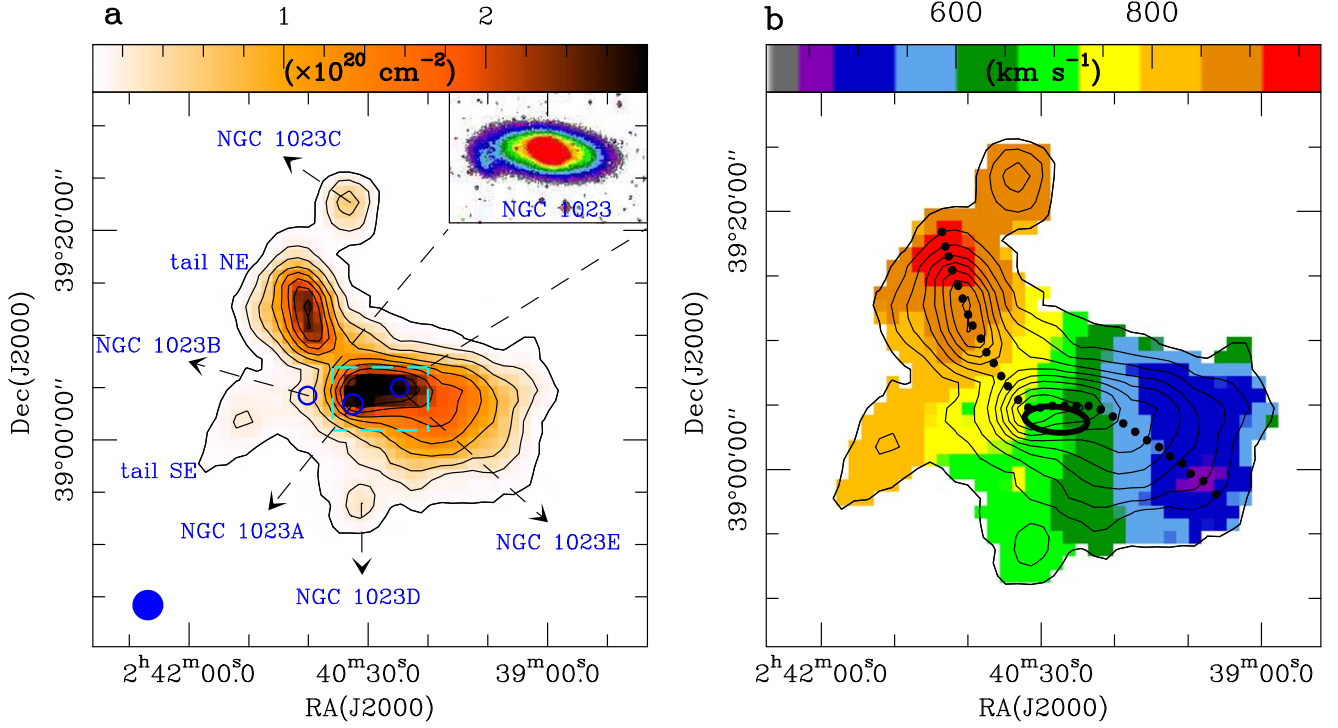 a
1
2
(×10²⁰ cm⁻²)
NGC 1023C
NGC 1023
tail NE
NGC 1023B
tail SE
NGC 1023A
NGC 1023E
NGC 1023D
39°20'00"
39°00'00"
Dec(J2000)
2ʰ42ᵐ00ˢ.0
40ᵐ30ˢ.0
39ᵐ00ˢ.0
RA(J2000)
b
600
800
(km s⁻¹)
39°20'00"
39°00'00"
Dec(J2000)
2ʰ42ᵐ00ˢ.0
40ᵐ30ˢ.0
39ᵐ00ˢ.0
RA(J2000)